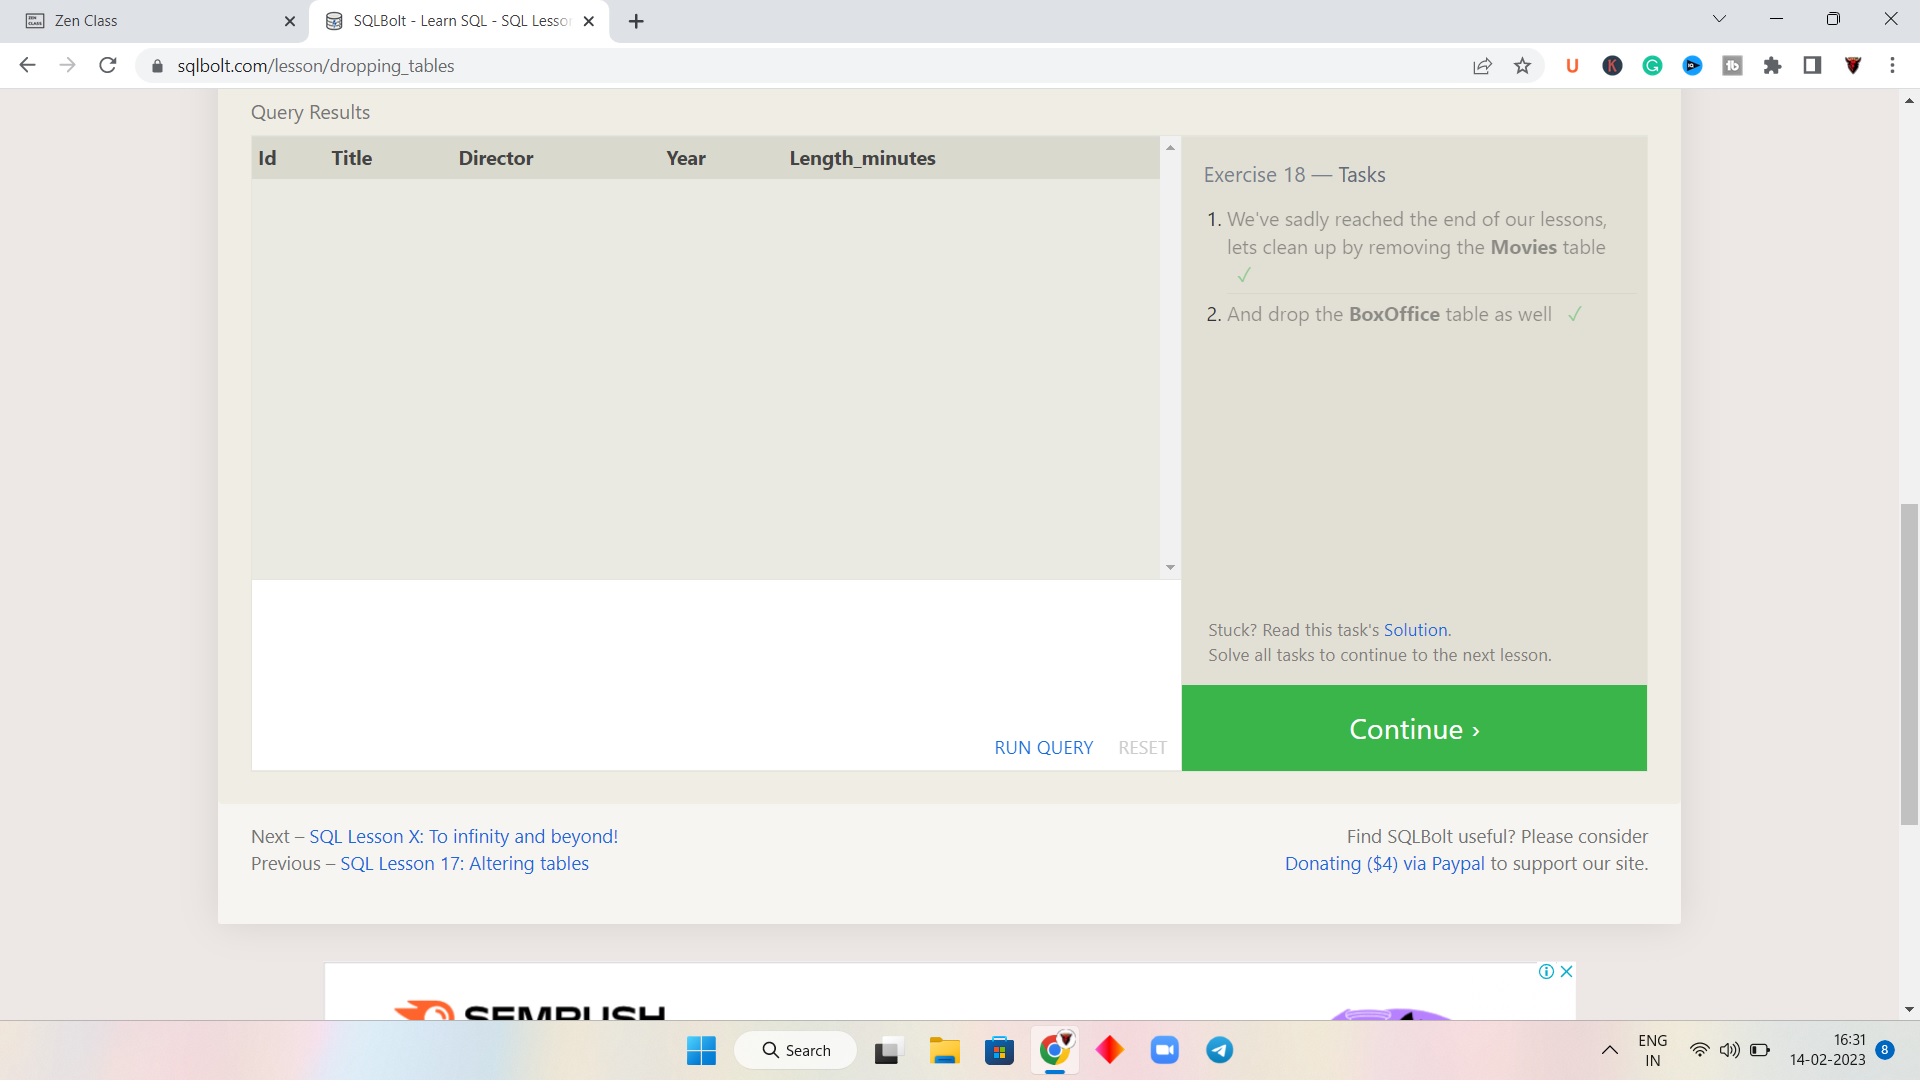 Zen Class
SQLBolt - Learn SQL - SQL Lesso
sqlbolt.com/lesson/dropping_tables
Query Results
Id Title Director Year Length_minutes
Exercise 18 — Tasks
1. We've sadly reached the end of our lessons,
lets clean up by removing the Movies table
✓
2. And drop the BoxOffice table as well ✓
Stuck? Read this task's Solution.
Solve all tasks to continue to the next lesson.
RUN QUERY RESET
Continue ›
Next – SQL Lesson X: To infinity and beyond!
Previous – SQL Lesson 17: Altering tables
Find SQLBolt useful? Please consider
Donating ($4) via Paypal to support our site.
SEMRUSH
Search
ENG
IN
16:31
14-02-2023
8